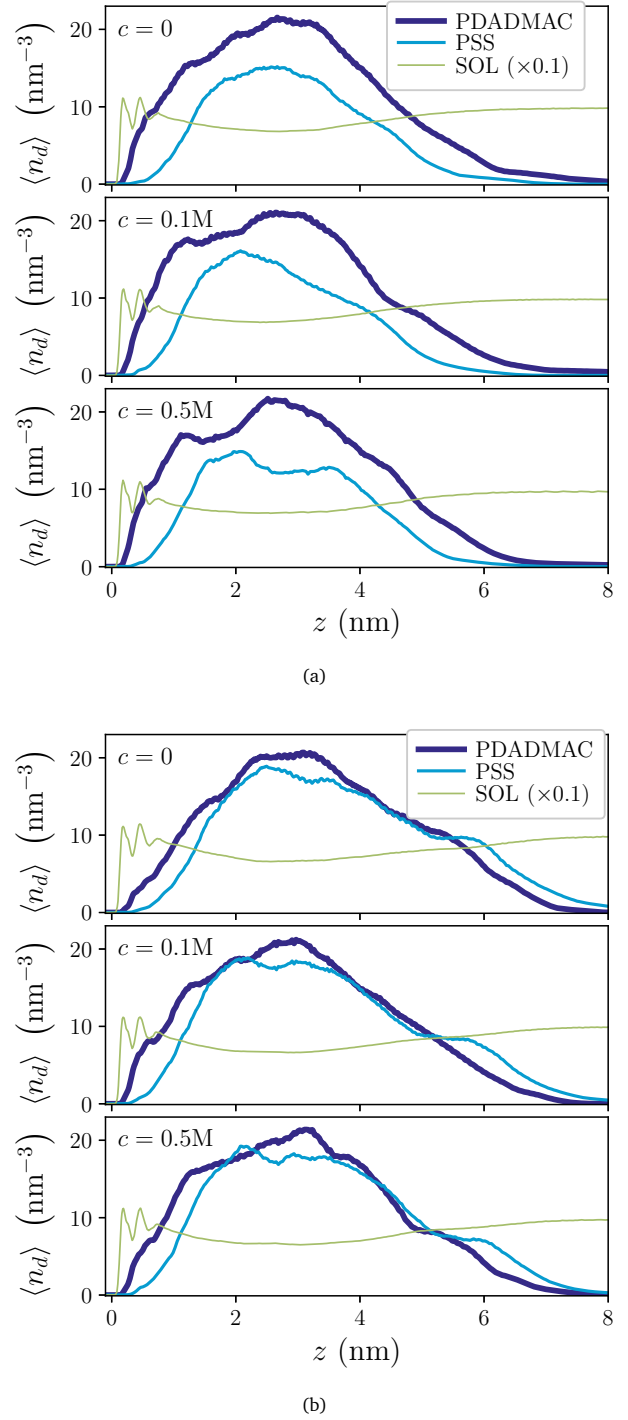 c = 0
PDADMAC
PSS
SOL (×0.1)
20
10
0
⟨n_d⟩ (nm⁻³)
c = 0.1M
20
10
0
⟨n_d⟩ (nm⁻³)
c = 0.5M
20
10
0
⟨n_d⟩ (nm⁻³)
0 2 4 6 8
z (nm)
(a)
c = 0
PDADMAC
PSS
SOL (×0.1)
20
10
0
⟨n_d⟩ (nm⁻³)
c = 0.1M
20
10
0
⟨n_d⟩ (nm⁻³)
c = 0.5M
20
10
0
⟨n_d⟩ (nm⁻³)
0 2 4 6 8
z (nm)
(b)